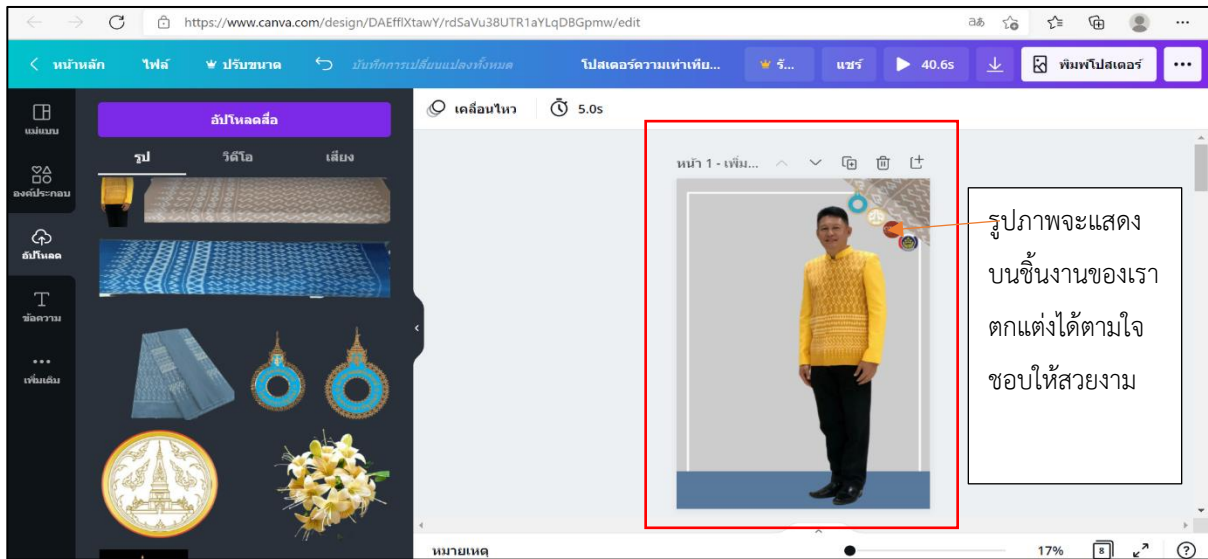 https://www.canva.com/design/DAEfflXtawY/rdSaVu38UTR1aYLqDBGpmw/edit
หน้าหลัก ไฟล์ ปรับขนาด บันทึกการเปลี่ยนแปลงทั้งหมด โปสเตอร์ความเท่าเทีย... รั... แชร์ 40.6s พิมพ์โปสเตอร์
แม่แบบ
องค์ประกอบ
อัปโหลด
ข้อความ
เพิ่มเติม
อัปโหลดสื่อ
รูป วิดีโอ เสียง
เคลื่อนไหว 5.0s
หน้า 1 - เพิ่ม...
รูปภาพจะแสดง
บนชิ้นงานของเรา
ตกแต่งได้ตามใจ
ชอบให้สวยงาม
หมายเหตุ 17% 8